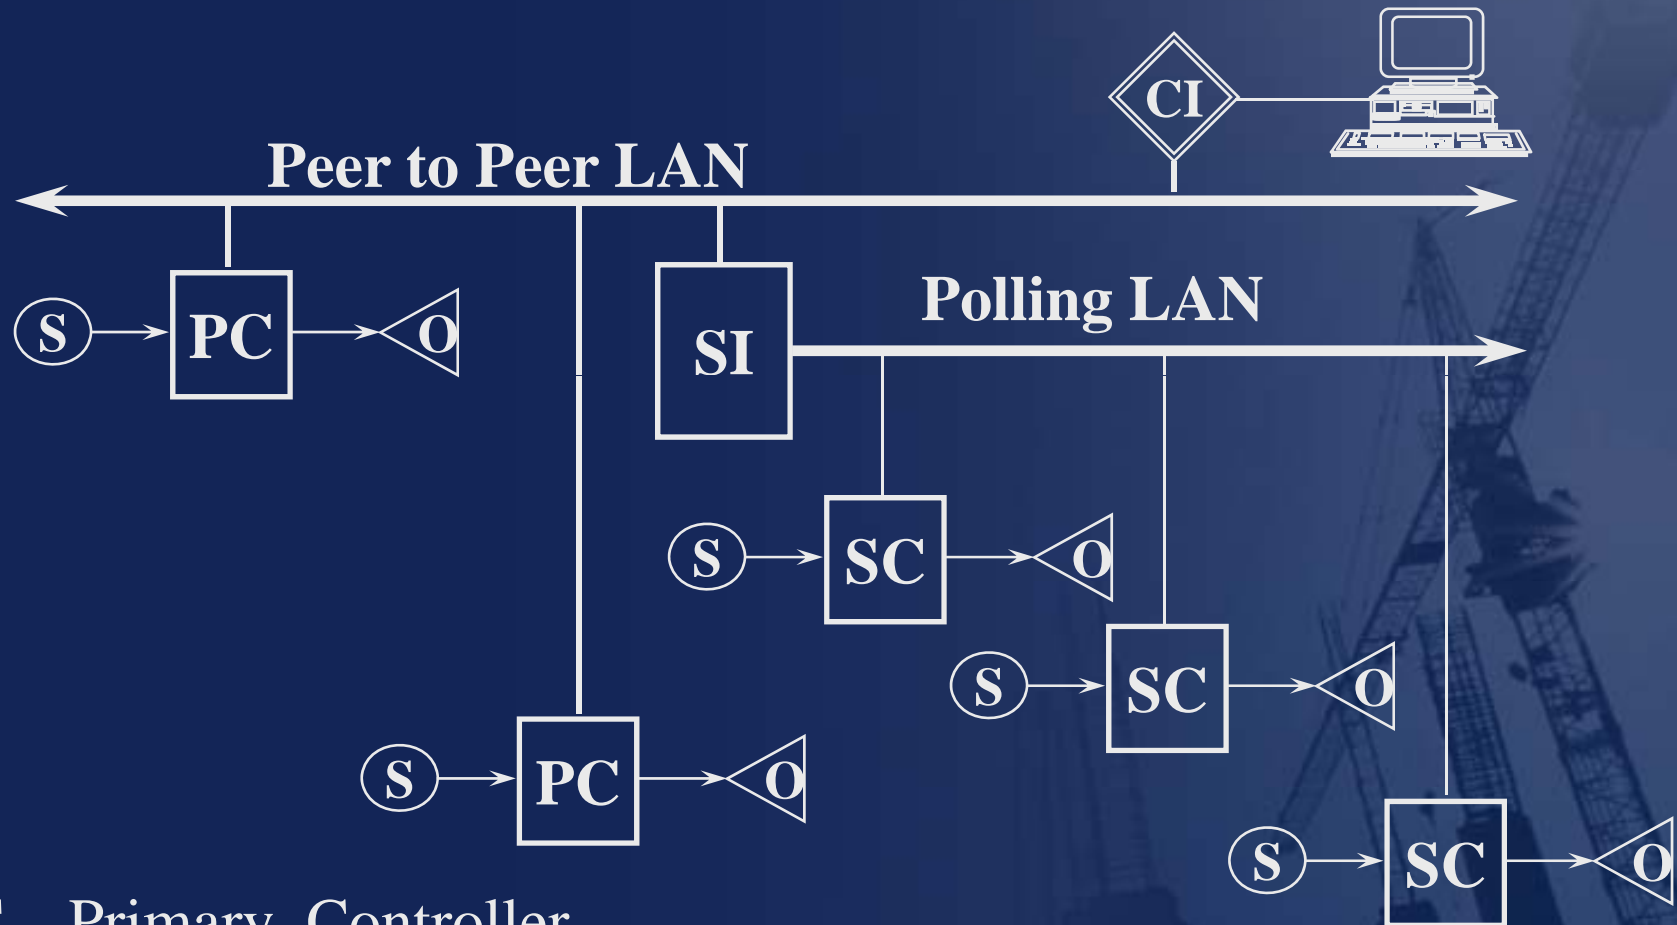 CI
Peer to Peer LAN
Polling LAN
S PC O
SI
S SC O
S SC O
S PC O
S SC O
Primary Controller